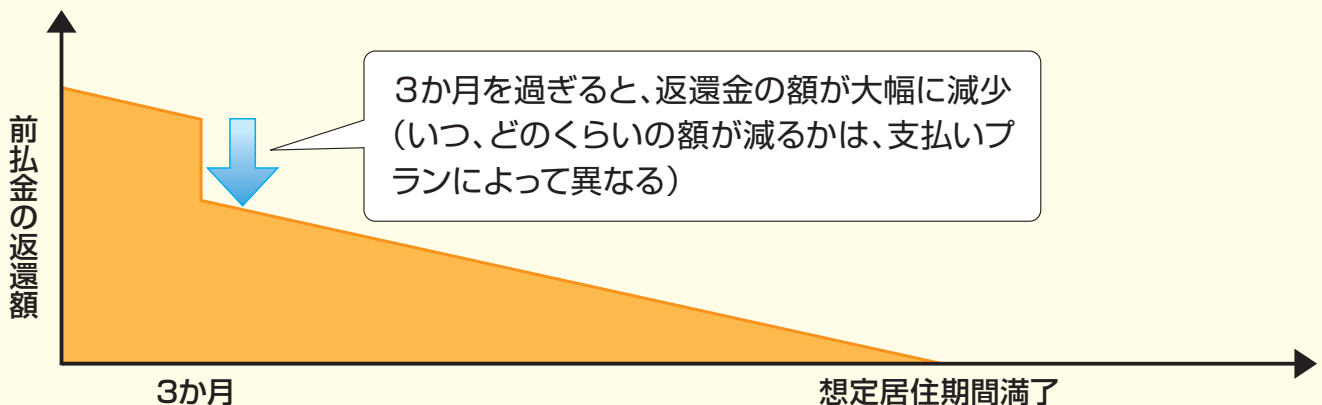 3か月を過ぎると、返還金の額が大幅に減少
(いつ、どのくらいの額が減るかは、支払いプ
ランによって異なる)
前払金の返還額
3か月
想定居住期間満了